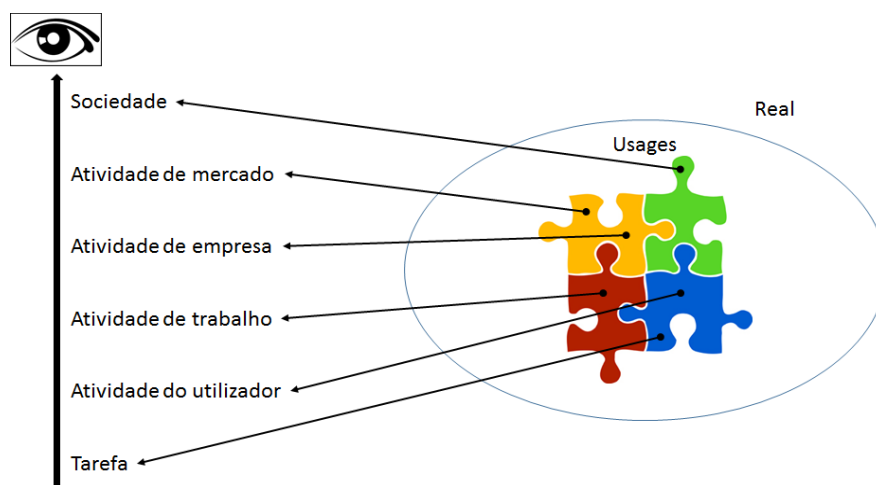 Sociedade
Real
Usages
Atividade de mercado
Atividade de empresa
Atividade de trabalho
Atividade do utilizador
Tarefa